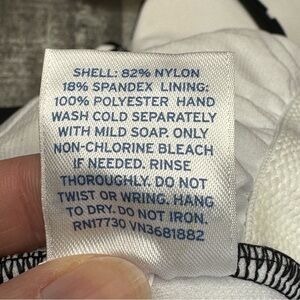 SHELL: 82% NYLON
18% SPANDEX LINING:
100% POLYESTER HAND
WASH COLD SEPARATELY
WITH MILD SOAP. ONLY
NON-CHLORINE BLEACH
IF NEEDED. RINSE
THOROUGHLY. DO NOT
TWIST OR WRING. HANG
TO DRY. DO NOT IRON.
RN17730 VN3681882